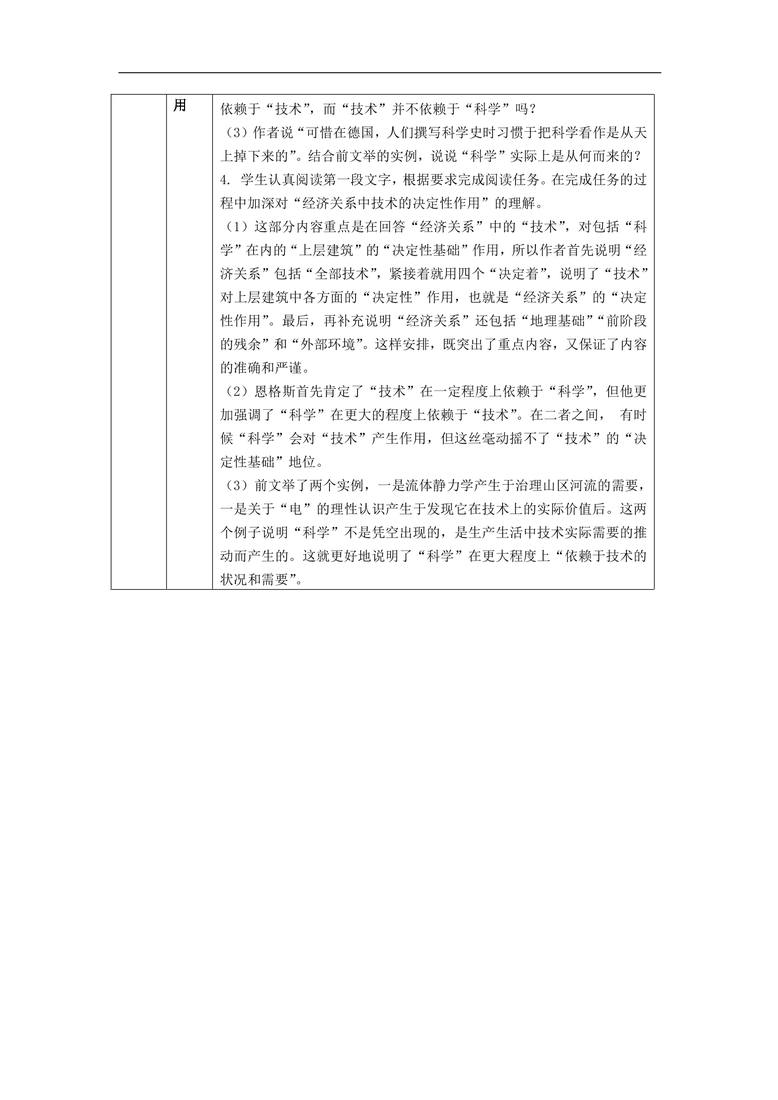 用
依赖于“技术”，而“技术”并不依赖于“科学”吗？
（3）作者说“可惜在德国，人们撰写科学史时习惯于把科学看作是从天
上掉下来的”。结合前文举的实例，说说“科学”实际上是从何而来的？
4. 学生认真阅读第一段文字，根据要求完成阅读任务。在完成任务的过
程中加深对“经济关系中技术的决定性作用”的理解。
（1）这部分内容重点是在回答“经济关系”中的“技术”，对包括“科
学”在内的“上层建筑”的“决定性基础”作用，所以作者首先说明“经
济关系”包括“全部技术”，紧接着就用四个“决定着”，说明了“技术”
对上层建筑中各方面的“决定性”作用，也就是“经济关系”的“决定
性作用”。最后，再补充说明“经济关系”还包括“地理基础”“前阶段
的残余”和“外部环境”。这样安排，既突出了重点内容，又保证了内容
的准确和严谨。
（2）恩格斯首先肯定了“技术”在一定程度上依赖于“科学”，但他更
加强调了“科学”在更大的程度上依赖于“技术”。在二者之间， 有时
候“科学”会对“技术”产生作用，但这丝毫动摇不了“技术”的“决
定性基础”地位。
（3）前文举了两个实例，一是流体静力学产生于治理山区河流的需要，
一是关于“电”的理性认识产生于发现它在技术上的实际价值后。这两
个例子说明“科学”不是凭空出现的，是生产生活中技术实际需要的推
动而产生的。这就更好地说明了“科学”在更大程度上“依赖于技术的
状况和需要”。